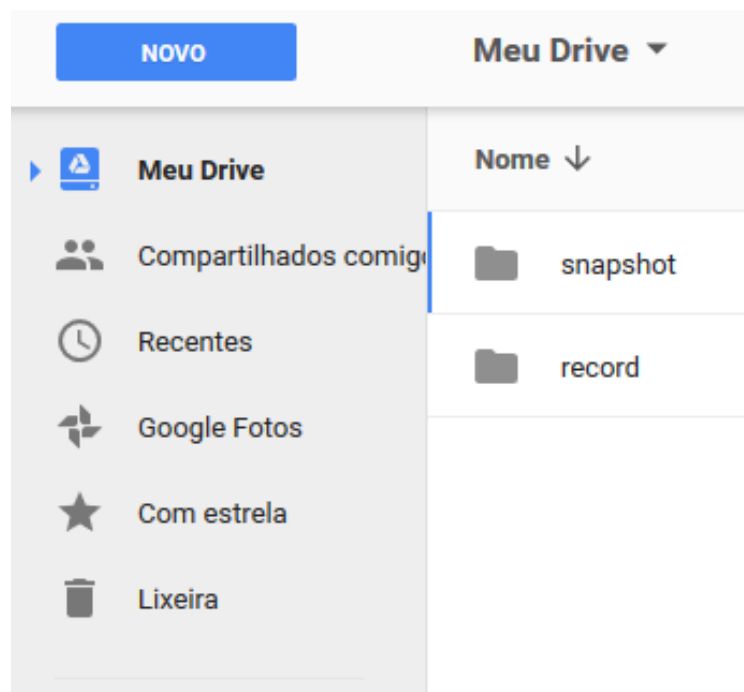 NOVO
Meu Drive
Meu Drive
Compartilhados comig
Recentes
Google Fotos
Com estrela
Lixeira
Nome
snapshot
record